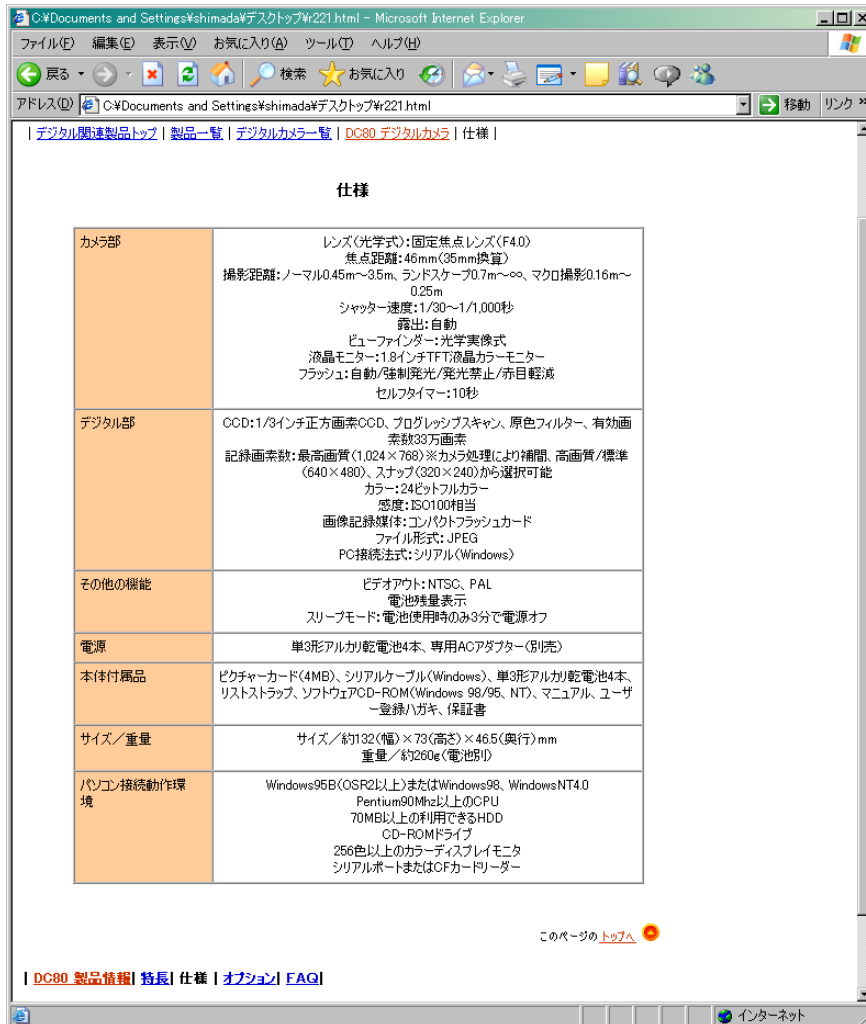 C:¥Documents and Settings¥shimada¥デスクトップ¥r221.html - Microsoft Internet Explorer
ファイル(F) 編集(E) 表示(V) お気に入り(A) ツール(T) ヘルプ(H)
戻る 検索 お気に入り
アドレス(D) C:¥Documents and Settings¥shimada¥デスクトップ¥r221.html 移動 リンク »
| デジタル関連製品トップ | 製品一覧 | デジタルカメラ一覧 | DC80 デジタルカメラ | 仕様 |
仕様
カメラ部
レンズ(光学式):固定焦点レンズ(F4.0)
焦点距離:46mm(35mm換算)
撮影距離:ノーマル0.45m～3.5m、ランドスケープ0.7m～∞、マクロ撮影0.16m～
0.25m
シャッター速度:1/30～1/1,000秒
露出:自動
ビューファインダー:光学実像式
液晶モニター:1.8インチTFT液晶カラーモニター
フラッシュ:自動/強制発光/発光禁止/赤目軽減
セルフタイマー:10秒
デジタル部
CCD:1/3インチ正方画素CCD、プログレッシブスキャン、原色フィルター、有効画
素数33万画素
記録画素数:最高画質(1,024×768)※カメラ処理により補間、高画質/標準
(640×480)、スナップ(320×240)から選択可能
カラー:24ビットフルカラー
感度:ISO100相当
画像記録媒体:コンパクトフラッシュカード
ファイル形式:JPEG
PC接続法式:シリアル(Windows)
その他の機能
ビデオアウト:NTSC、PAL
電池残量表示
スリープモード:電池使用時のみ3分で電源オフ
電源
単3形アルカリ乾電池4本、専用ACアダプター(別売)
本体付属品
ピクチャーカード(4MB)、シリアルケーブル(Windows)、単3形アルカリ乾電池4本、
リストストラップ、ソフトウェアCD-ROM(Windows 98/95、NT)、マニュアル、ユーザ
ー登録ハガキ、保証書
サイズ／重量
サイズ／約132(幅)×73(高さ)×46.5(奥行)mm
重量／約260g(電池別)
パソコン接続動作環
境
Windows95B(OSR2以上)またはWindows98、WindowsNT4.0
Pentium90Mhz以上のCPU
70MB以上の利用できるHDD
CD-ROMドライブ
256色以上のカラーディスプレイモニタ
シリアルポートまたはCFカードリーダー
このページの トップへ
| DC80 製品情報| 特長| 仕様 | オプション| FAQ|
インターネット